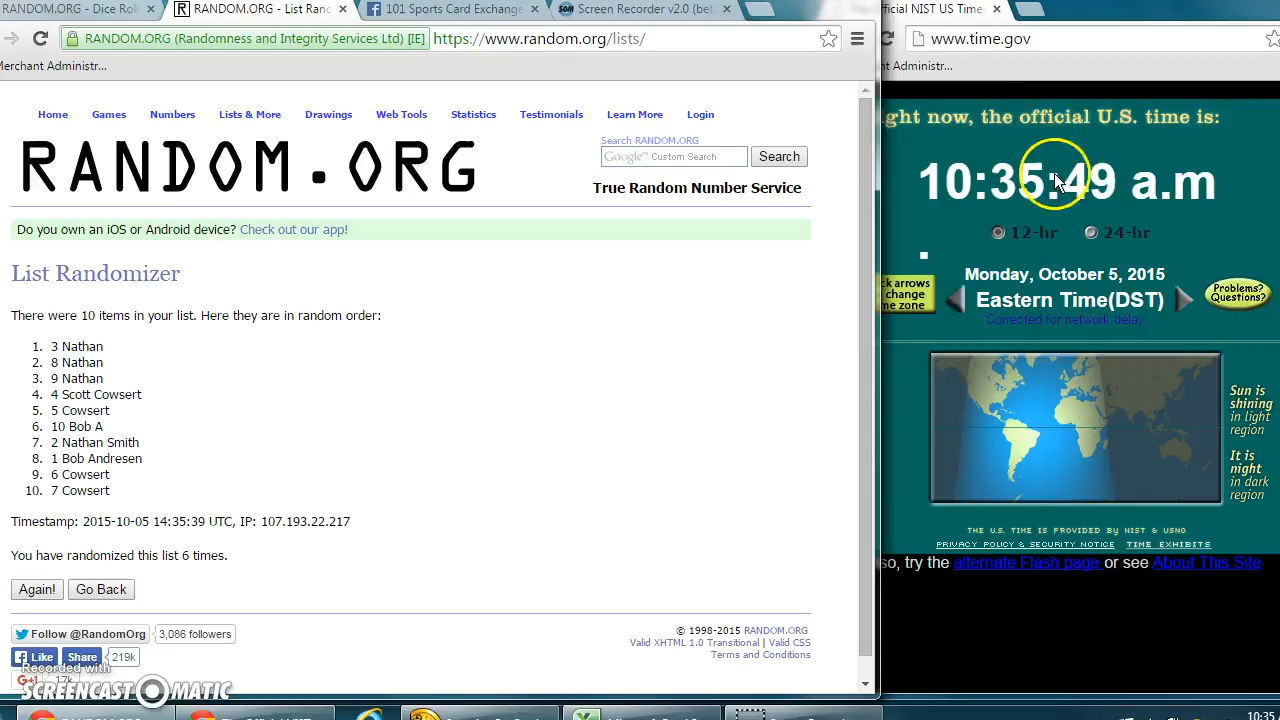 RANDOM.ORG - Dice Roll
RANDOM.ORG - List Ran
101 Sports Card Exchange
Screen Recorder v2.0 (bet
official NIST US Time
RANDOM.ORG (Randomness and Integrity Services Ltd) [IE] https://www.random.org/lists/
www.time.gov
Merchant Administr...
nt Administr...
Home Games Numbers Lists & More Drawings Web Tools Statistics Testimonials Learn More Login
RANDOM.ORG
Search RANDOM.ORG
Google™ Custom Search Search
True Random Number Service
Do you own an iOS or Android device? Check out our app!
List Randomizer
There were 10 items in your list. Here they are in random order:
1. 3 Nathan
2. 8 Nathan
3. 9 Nathan
4. 4 Scott Cowsert
5. 5 Cowsert
6. 10 Bob A
7. 2 Nathan Smith
8. 1 Bob Andresen
9. 6 Cowsert
10. 7 Cowsert
Timestamp: 2015-10-05 14:35:39 UTC, IP: 107.193.22.217
You have randomized this list 6 times.
Again! Go Back
Follow @RandomOrg 3,086 followers
Like Share 219k
G+1 1.7k
© 1998-2015 RANDOM.ORG
Valid XHTML 1.0 Transitional | Valid CSS
Terms and Conditions
Recorded with
SCREENCAST MATIC
ght now, the official U.S. time is:
10:35:49 a.m
12-hr 24-hr
Monday, October 5, 2015
Eastern Time(DST)
Corrected for network delay
ck arrows
change
me zone
Problems?
Questions?
Sun is
shining
in light
region
It is
night
in dark
region
THE U.S. TIME IS PROVIDED BY NIST & USNO
PRIVACY POLICY & SECURITY NOTICE TIME EXHIBITS
so, try the alternate Flash page or see About This Site
10:35